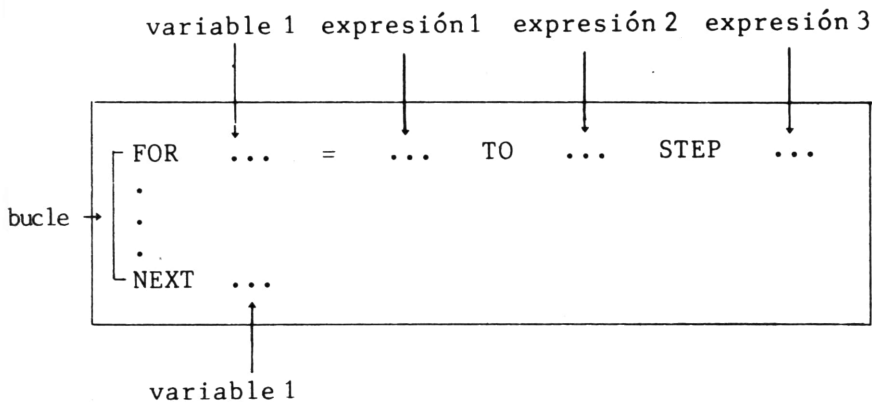 variable 1 expresión 1 expresión 2 expresión 3
FOR ... = ... TO ... STEP ...
.
bucle .
.
NEXT ...
variable 1